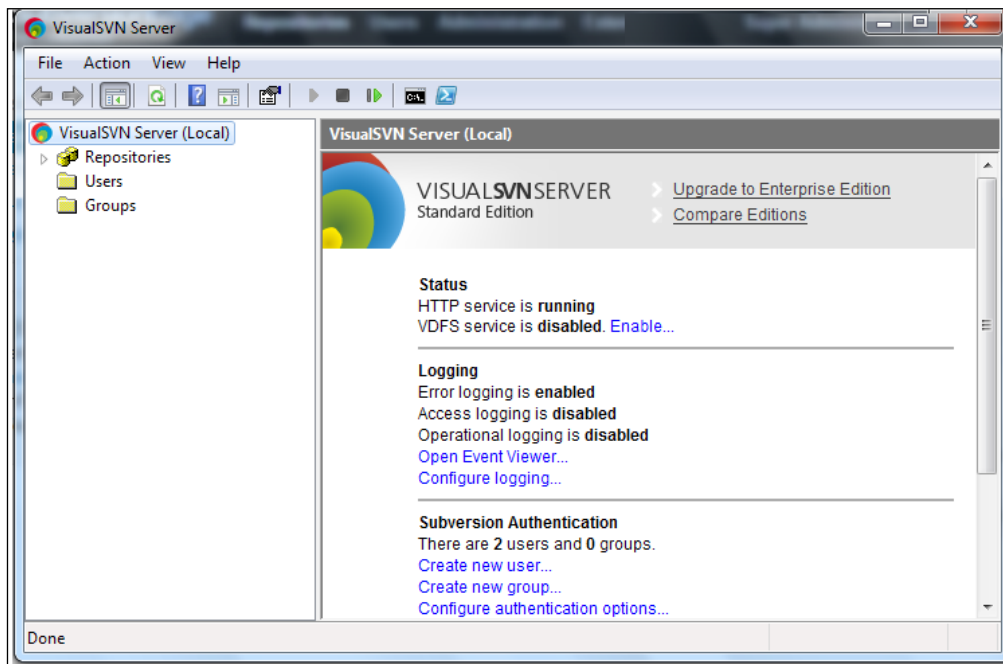 VisualSVN Server
File Action View Help
VisualSVN Server (Local)
Repositories
Users
Groups
VisualSVN Server (Local)
VISUALSVNSERVER
Standard Edition
Upgrade to Enterprise Edition
Compare Editions
Status
HTTP service is running
VDFS service is disabled. Enable...
Logging
Error logging is enabled
Access logging is disabled
Operational logging is disabled
Open Event Viewer...
Configure logging...
Subversion Authentication
There are 2 users and 0 groups.
Create new user...
Create new group...
Configure authentication options...
Done